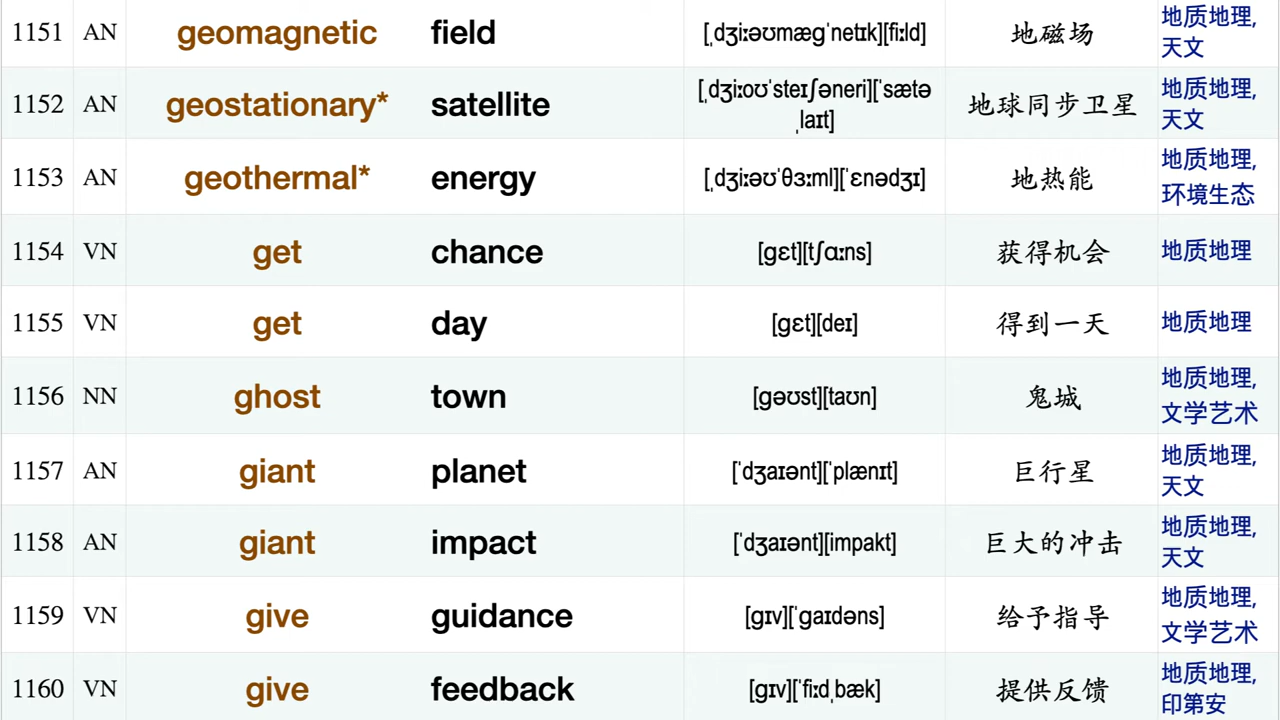 1151 AN geomagnetic field [ˌdʒiːəʊmægˈnetɪk][fiːld] 地磁场 地质地理,
天文
1152 AN geostationary* satellite [ˌdʒiːoʊˈsteɪʃəneri][ˈsætə
ˌlaɪt] 地球同步卫星 地质地理,
天文
1153 AN geothermal* energy [ˌdʒiəʊˈθɜːml][ˈɛnədʒɪ] 地热能 地质地理,
环境生态
1154 VN get chance [gɛt][tʃɑːns] 获得机会 地质地理
1155 VN get day [gɛt][deɪ] 得到一天 地质地理
1156 NN ghost town [gəʊst][taʊn] 鬼城 地质地理,
文学艺术
1157 AN giant planet [ˈdʒaɪənt][ˈplænɪt] 巨行星 地质地理,
天文
1158 AN giant impact [ˈdʒaɪənt][impakt] 巨大的冲击 地质地理,
天文
1159 VN give guidance [gɪv][ˈgaɪdəns] 给予指导 地质地理,
文学艺术
1160 VN give feedback [gɪv][ˈfiːdˌbæk] 提供反馈 地质地理,
印第安